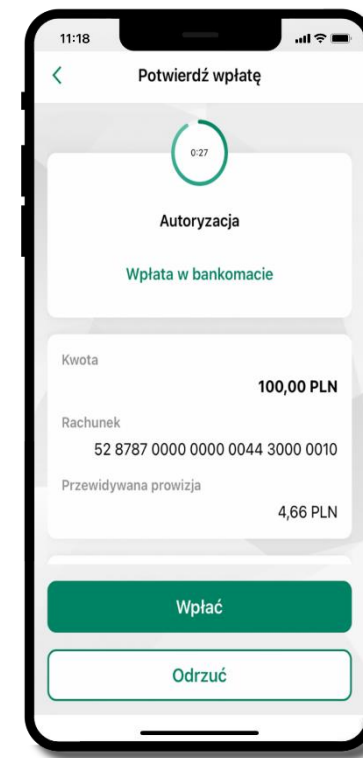 11:18
Potwierdź wpłatę
0:27
Autoryzacja
Wpłata w bankomacie
Kwota
100,00 PLN
Rachunek
52 8787 0000 0000 0044 3000 0010
Przewidywana prowizja
4,66 PLN
Wpłać
Odrzuć